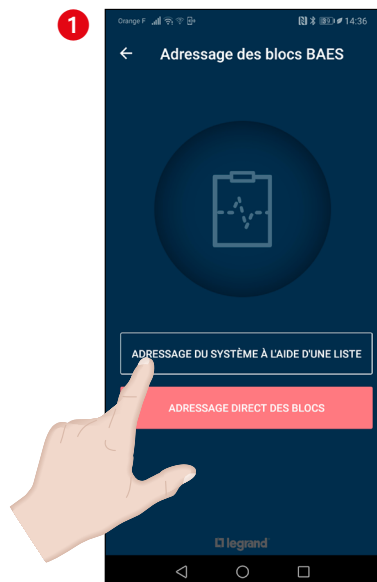 1
Orange F 14:36
Adressage des blocs BAES
ADRESSAGE DU SYSTÈME À L'AIDE D'UNE LISTE
ADRESSAGE DIRECT DES BLOCS
legrand